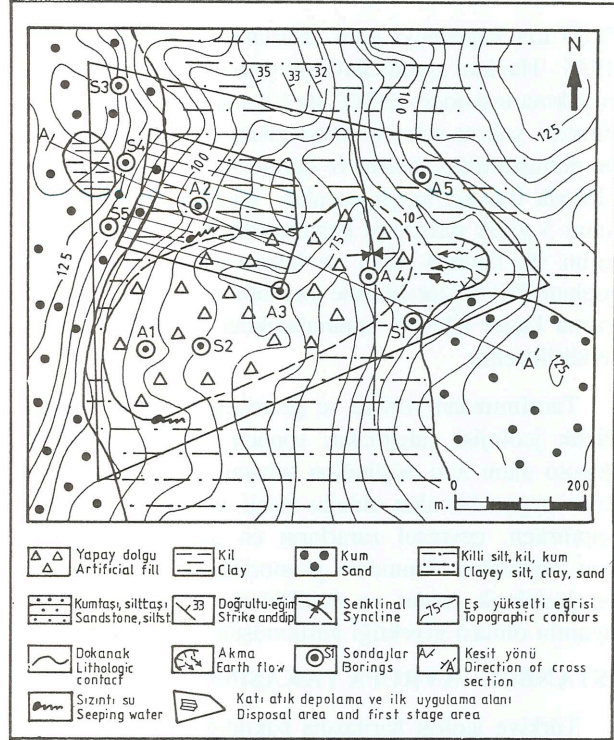 35
33
32
N
100
125
S3
A
S4
100
A2
A5
S5
10
75
125
A4
A3
S1
A1
S2
A
125
0
200
m.
Yapay dolgu
Artificial fill
Kil
Clay
Kum
Sand
Killi silt, kil, kum
Clayey silt, clay, sand
Kumtaşı, silttaşı
Sandstone, siltst
33
Doğrultu-eğim
Strike and dip
Senklinal
Syncline
75
Eş yükselti eğrisi
Topographic contours
Dokanak
Lithologic
contact
Akma
Earth flow
S1
Sondajlar
Borings
A
A'
Kesit yönü
Direction of cross
section
Sızıntı su
Seeping water
Katı atık depolama ve ilk uygulama alanı
Disposal area and first stage area